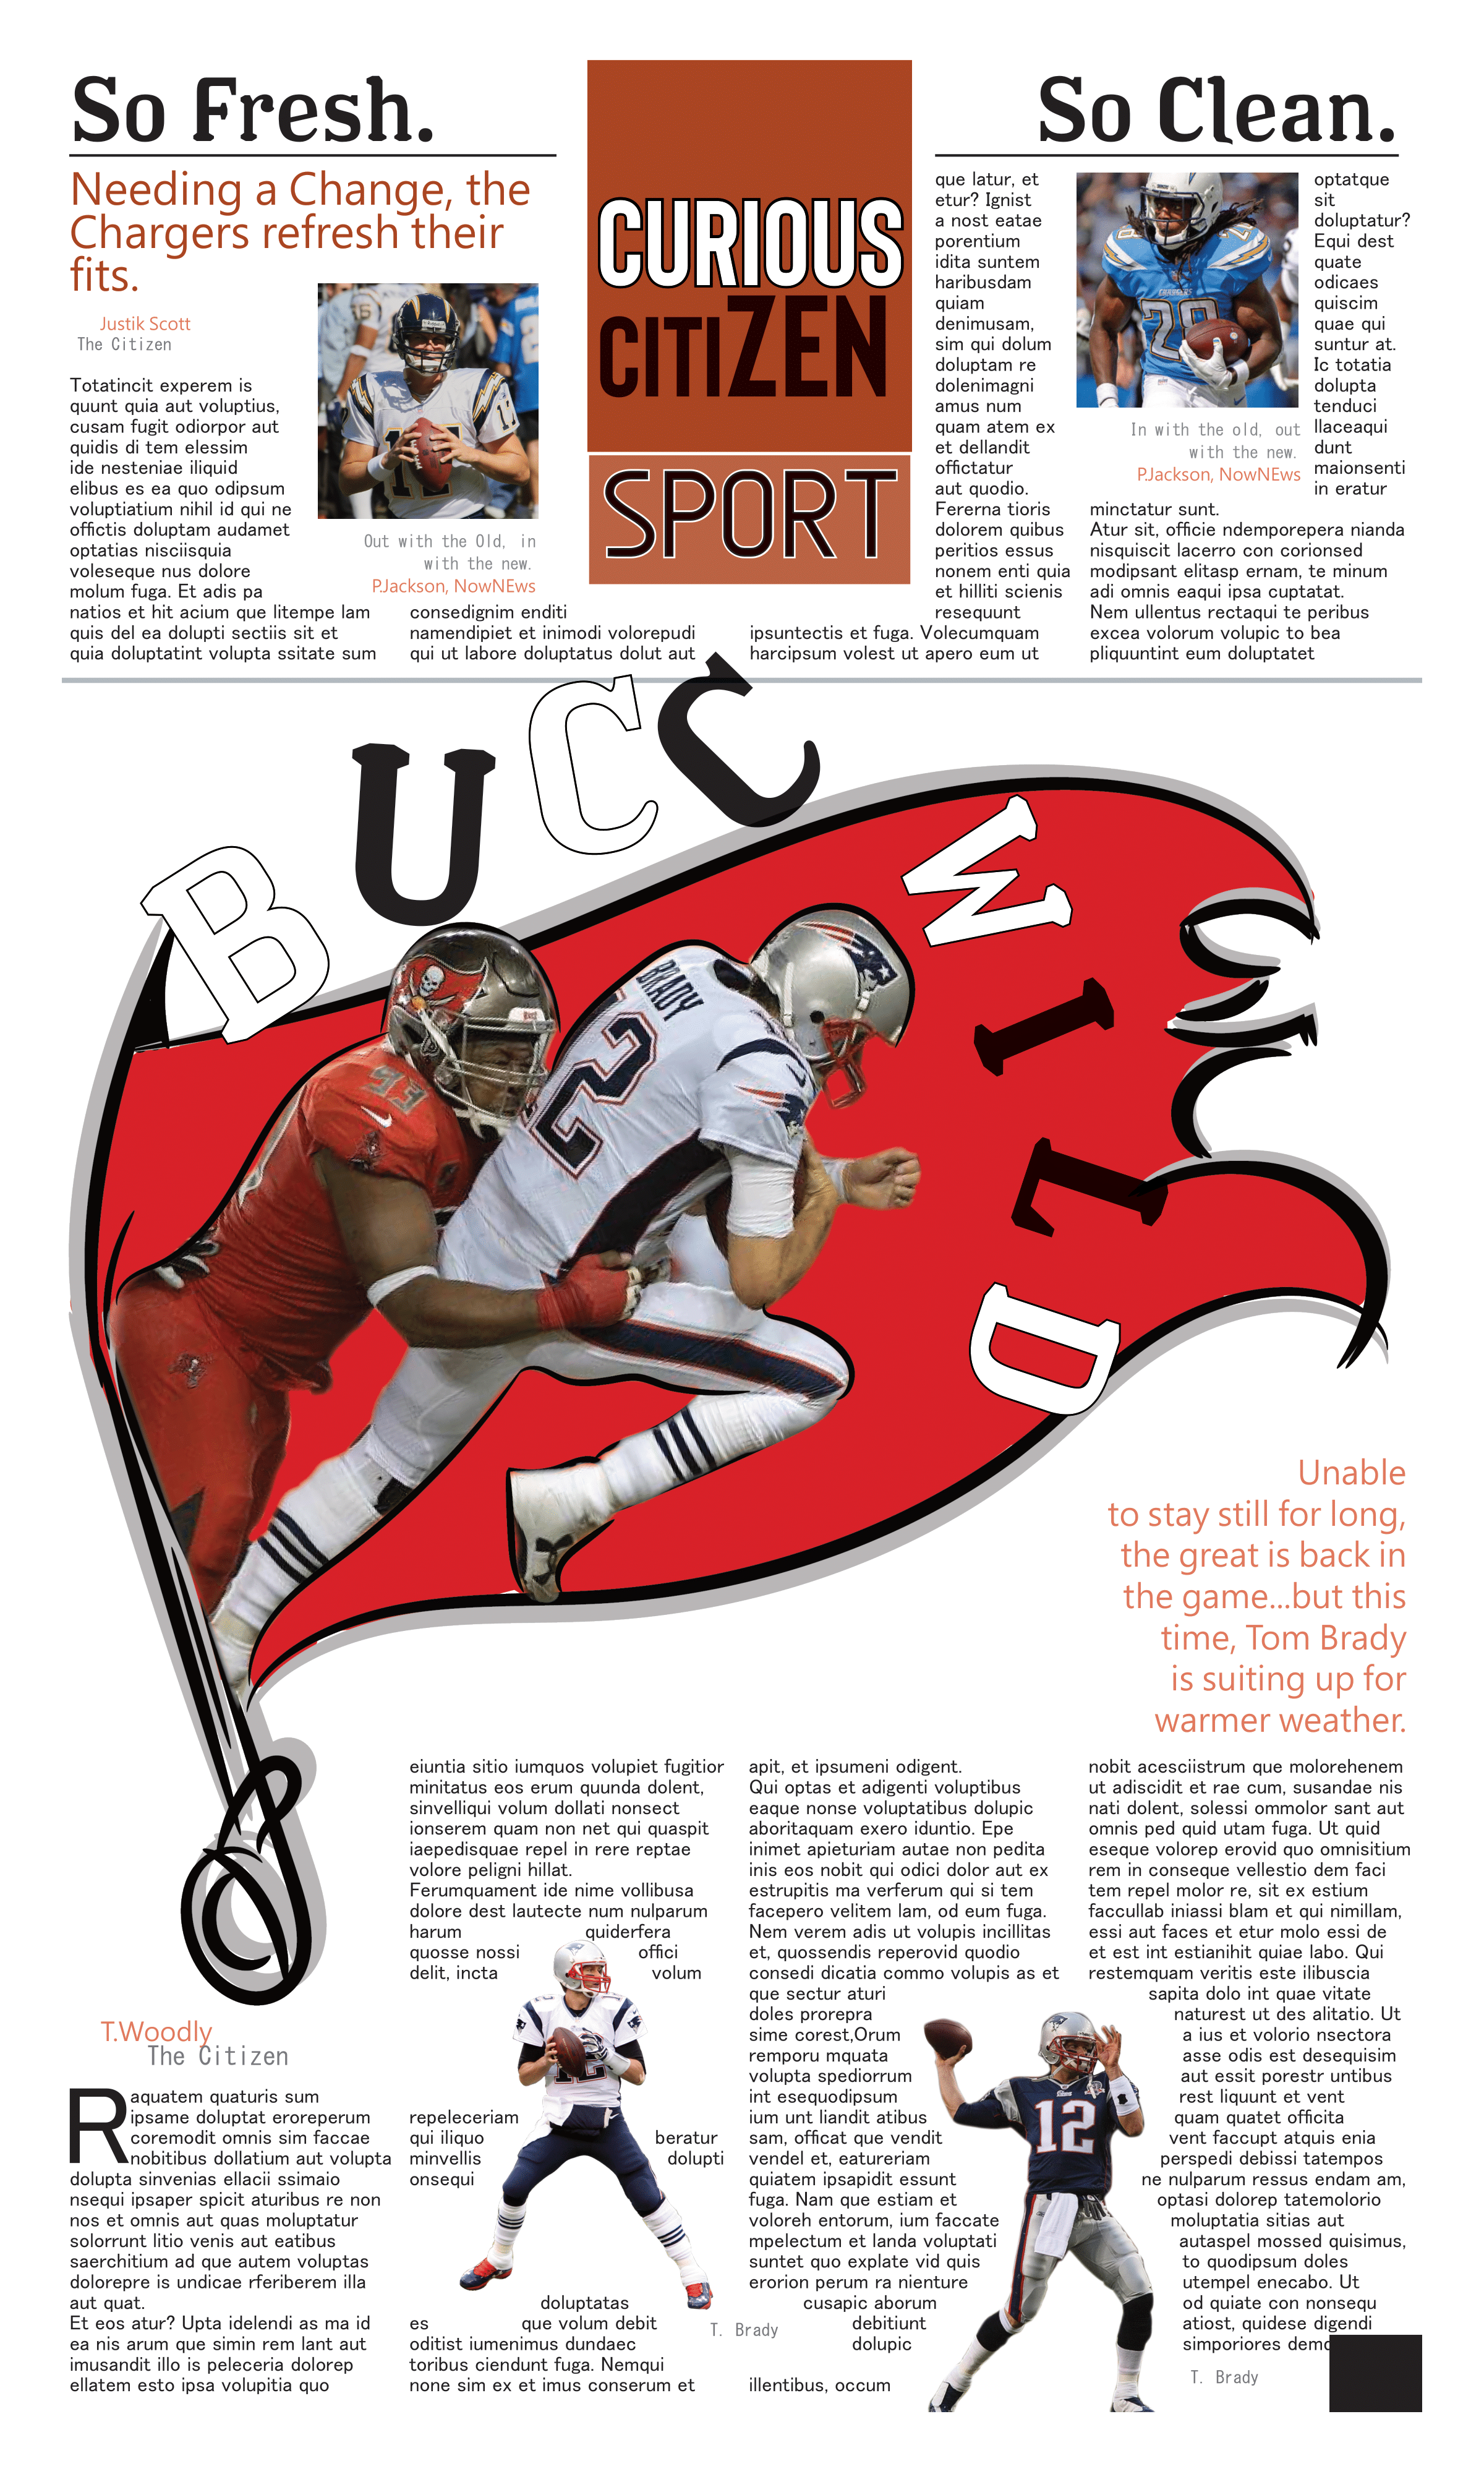 So Fresh.
Needing a Change, the
Chargers refresh their
fits.
Justik Scott
The Citizen
Totatincit experem is
quunt quia aut voluptius,
cusam fugit odiorpor aut
quidis di tem elessim
ide nesteniae iliquid
elibus es ea quo odipsum
voluptiatium nihil id qui ne
offictis doluptam audamet
optatias nisciisquia
voleseque nus dolore
molum fuga. Et adis pa
natios et hit acium que litempe lam
quis del ea dolupti sectiis sit et
quia doluptatint volupta ssitate sum
Out with the Old, in
with the new.
P.Jackson, NowNEws
consedignim enditi
namendipiet et inimodi volorepudi
qui ut labore doluptatus dolut aut
CURIOUS
CITIZEN
SPORT
ipsuntectis et fuga. Volecumquam
harcipsum volest ut apero eum ut
So Clean.
que latur, et
etur? Ignist
a nost eatae
porentium
idita suntem
haribusdam
quiam
denimusam,
sim qui dolum
doluptam re
dolenimagni
amus num
quam atem ex
et dellandit
offictatur
aut quodio.
Fererna tioris
dolorem quibus
peritios essus
nonem enti quia
et hilliti scienis
resequunt
CHARGERS
28
In with the old, out
with the new.
P.Jackson, NowNEws
optatque
sit
doluptatur?
Equi dest
quate
odicaes
quiscim
quae qui
suntur at.
Ic totatia
dolupta
tenduci
llaceaqui
dunt
maionsenti
in eratur
minctatur sunt.
Atur sit, officie ndemporepera nianda
nisquiscit lacerro con corionsed
modipsant elitasp ernam, te minum
adi omnis eaqui ipsa cuptatat.
Nem ullentus rectaqui te peribus
excea volorum volupic to bea
pliquuntint eum doluptatet
BUCC
WILD
BRADY
12
93
Unable
to stay still for long,
the great is back in
the game...but this
time, Tom Brady
is suiting up for
warmer weather.
T.Woodly
The Citizen
Raquatem quaturis sum
ipsame doluptat eroreperum
coremodit omnis sim faccae
nobitibus dollatium aut volupta
dolupta sinvenias ellacii ssimaio
nsequi ipsaper spicit aturibus re non
nos et omnis aut quas moluptatur
solorrunt litio venis aut eatibus
saerchitium ad que autem voluptas
dolorepre is undicae rferiberem illa
aut quat.
Et eos atur? Upta idelendi as ma id
ea nis arum que simin rem lant aut
imusandit illo is peleceria dolorep
ellatem esto ipsa volupitia quo
eiuntia sitio iumquos volupiet fugitior
minitatus eos erum quunda dolent,
sinvelliqui volum dollati nonsect
ionserem quam non net qui quaspit
iaepedisquae repel in rere reptae
volore peligni hillat.
Ferumquament ide nime vollibusa
dolore dest lautecte num nulparum
harum quiderfera
quosse nossi offici
delit, incta volum
repeleceriam
qui iliquo beratur
minvellis dolupti
onsequi
doluptatas
es que volum debit
oditist iumenimus dundaec
toribus ciendunt fuga. Nemqui
none sim ex et imus conserum et
T. Brady
apit, et ipsumeni odigent.
Qui optas et adigenti voluptibus
eaque nonse voluptatibus dolupic
aboritaquam exero iduntio. Epe
inimet apieturiam autae non pedita
inis eos nobit qui odici dolor aut ex
estrupitis ma verferum qui si tem
facepero velitem lam, od eum fuga.
Nem verem adis ut volupis incillitas
et, quossendis reperovid quodio
consedi dicatia commo volupis as et
que sectur aturi
doles prorepra
sime corest,Orum
remporu mquata
volupta spediorrum
int esequodipsum
ium unt liandit atibus
sam, officat que vendit
vendel et, eatureriam
quiatem ipsapidit essunt
fuga. Nam que estiam et
voloreh entorum, ium faccate
mpelectum et landa voluptati
suntet quo explate vid quis
erorion perum ra nienture
cusapic aborum
debitiunt
dolupic
illentibus, occum
12
nobit acesciistrum que molorehenem
ut adiscidit et rae cum, susandae nis
nati dolent, solessi ommolor sant aut
omnis ped quid utam fuga. Ut quid
eseque volorep erovid quo omnisitium
rem in conseque vellestio dem faci
tem repel molor re, sit ex estium
faccullab iniassi blam et qui nimillam,
essi aut faces et etur molo essi de
et est int estianihit quiae labo. Qui
restemquam veritis este ilibuscia
sapita dolo int quae vitate
naturest ut des alitatio. Ut
a ius et volorio nsectora
asse odis est desequisim
aut essit porestr untibus
rest liqunt et vent
quam quatet officita
vent faccupt atquis enia
perspedi debissi tatempos
ne nulparum ressus endam am,
optasi dolorep tatemolorio
moluptatia sitias aut
autaspel mossed quisimus,
to quodipsum doles
utempel enecabo. Ut
od quiate con nonsequ
atiost, quidese digendi
simporiores demo
T. Brady